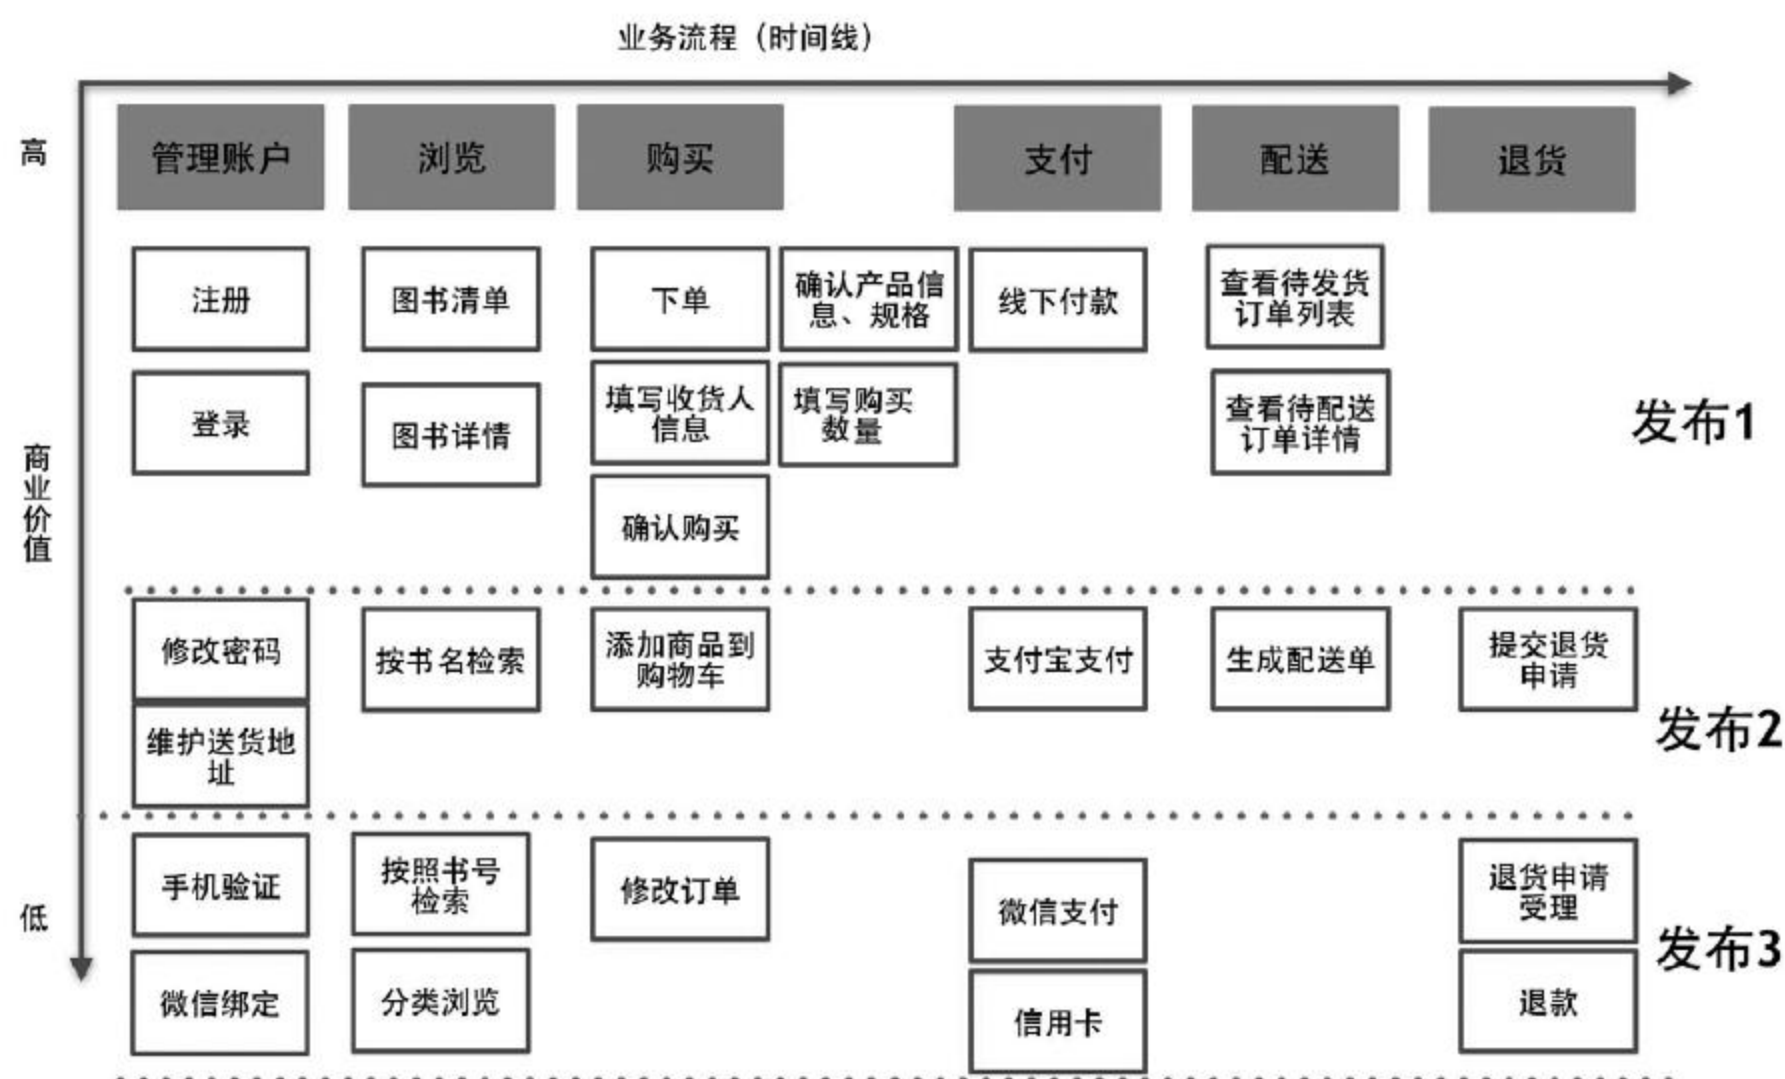 业务流程（时间线）
高
管理账户
浏览
购买
支付
配送
退货
注册
图书清单
下单
确认产品信
息、规格
线下付款
查看待发货
订单列表
登录
图书详情
填写收货人
信息
填写购买
数量
查看待配送
订单详情
发布1
商业价值
确认购买
修改密码
按书名检索
添加商品到
购物车
支付宝支付
生成配送单
提交退货
申请
维护送货地
址
发布2
手机验证
按照书号
检索
修改订单
微信支付
退货申请
受理
低
发布3
微信绑定
分类浏览
信用卡
退款